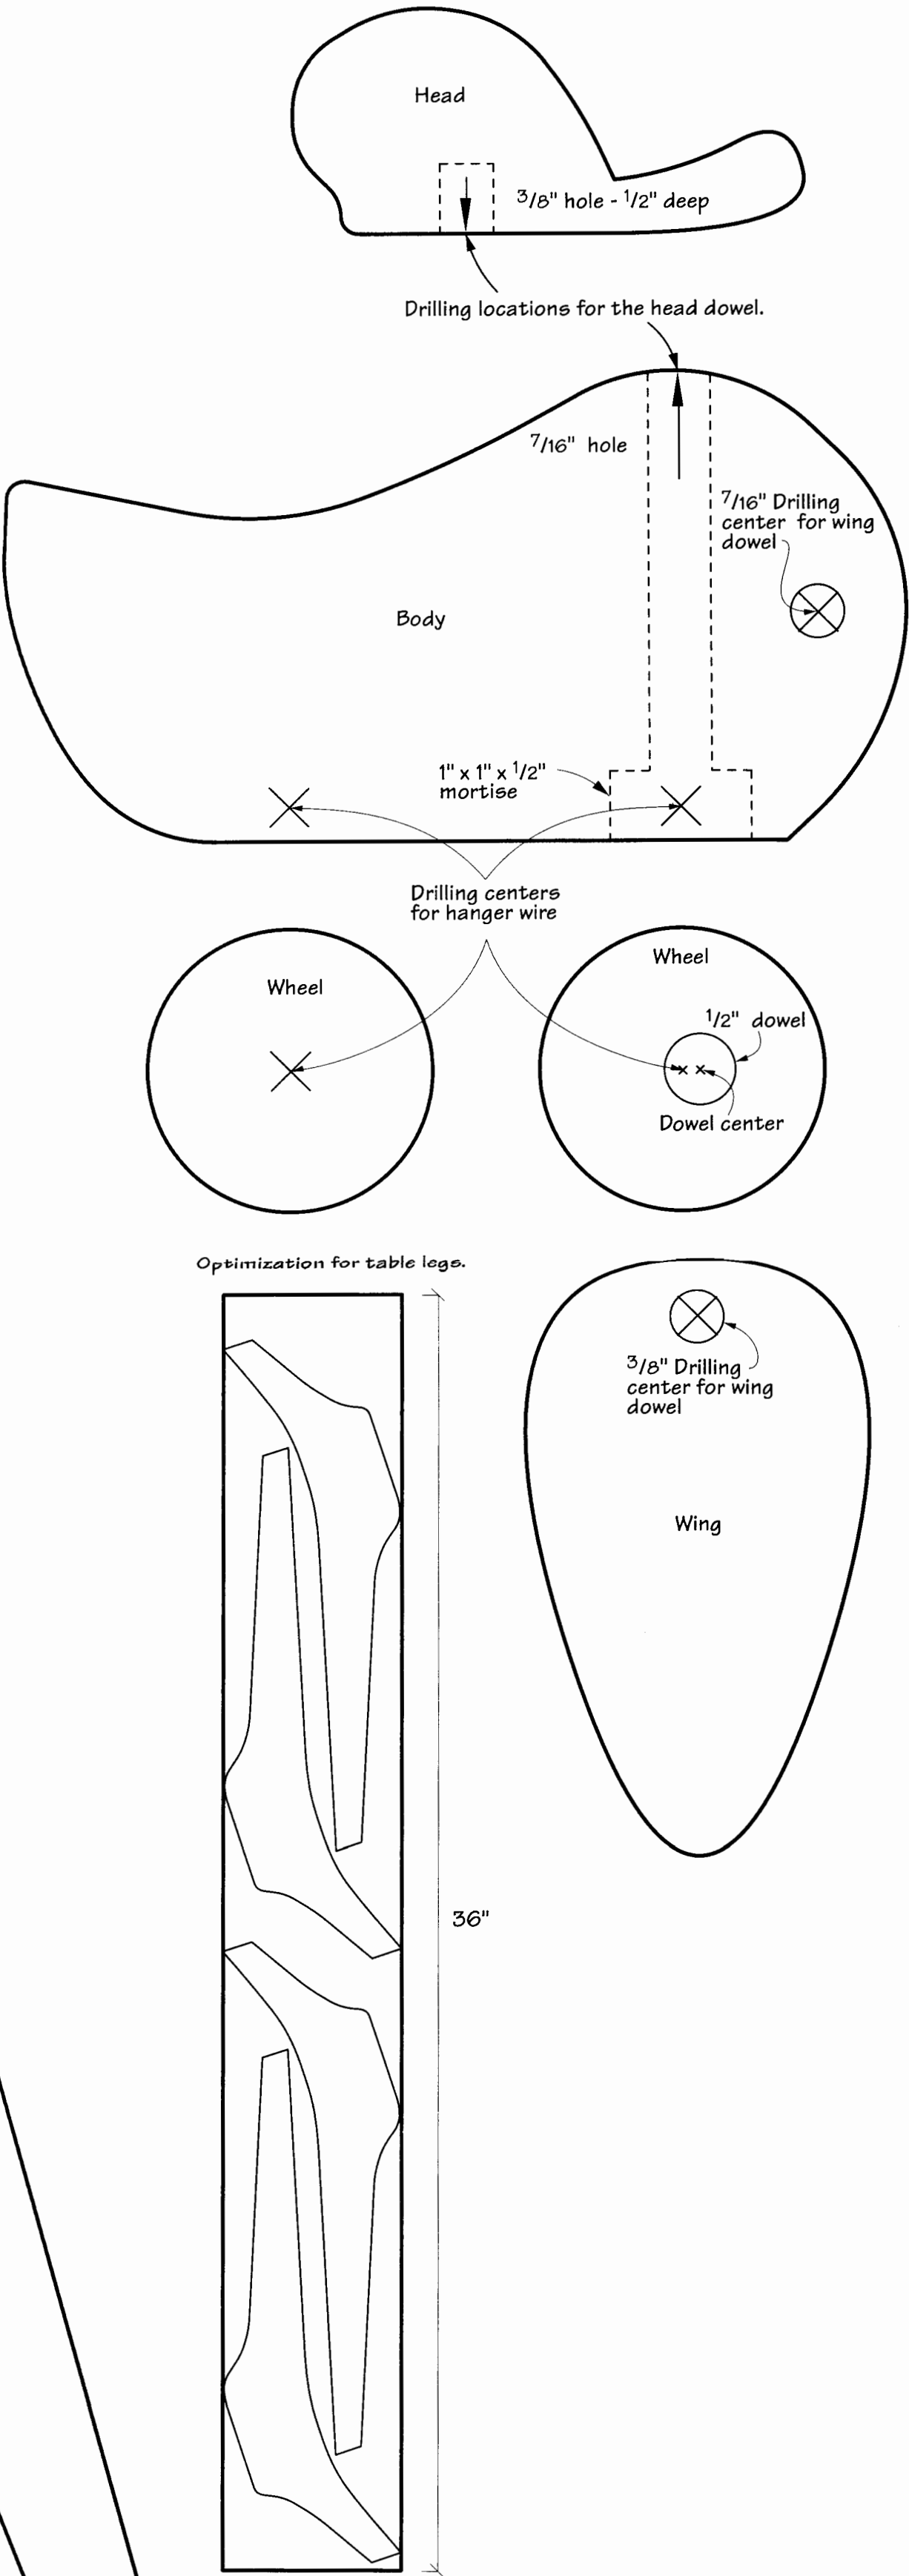 Head
3/8" hole - 1/2" deep
Drilling locations for the head dowel.
7/16" hole
7/16" Drilling
center for wing
dowel
Body
1" x 1" x 1/2"
mortise
Drilling centers
for hanger wire
Wheel
Wheel
1/2" dowel
Dowel center
Optimization for table legs.
3/8" Drilling
center for wing
dowel
Wing
36"